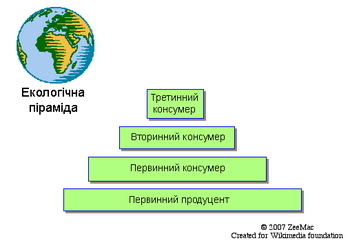 Екологічна
піраміда
Третинний
консумер
Вторинний консумер
Первинний консумер
Первинний продуцент
© 2007 ZeeMac
Created for Wikimedia foundation